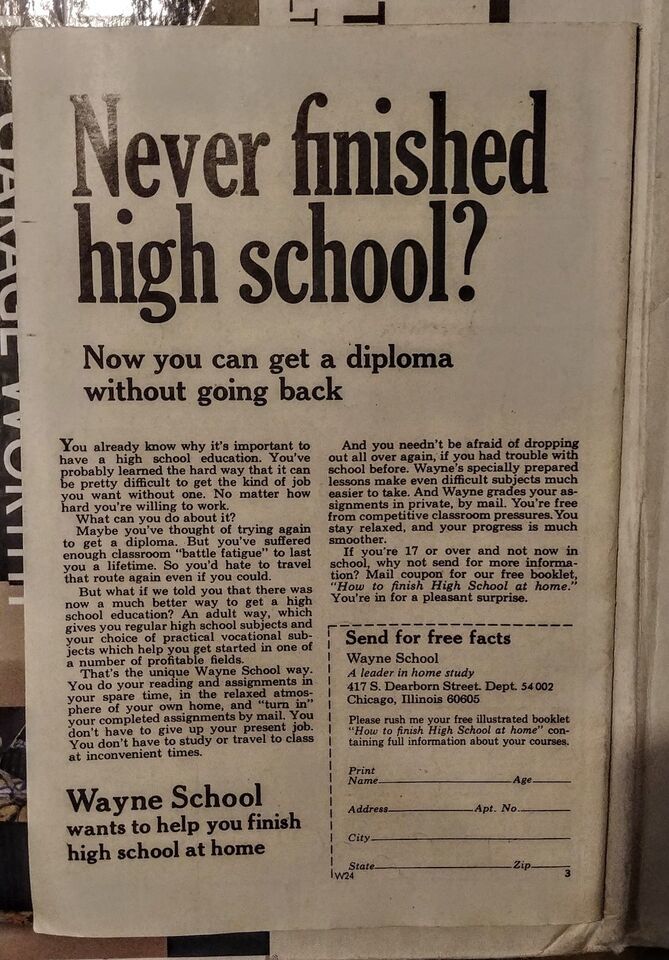 Never finished
high school?
Now you can get a diploma
without going back
You already know why it's important to
have a high school education. You've
probably learned the hard way that it can
be pretty difficult to get the kind of job
you want without one. No matter how
hard you're willing to work.
What can you do about it?
Maybe you've thought of trying again
to get a diploma. But you've suffered
enough classroom "battle fatigue" to last
you a lifetime. So you'd hate to travel
that route again even if you could.
But what if we told you that there was
now a much better way to get a high
school education? An adult way, which
gives you regular high school subjects and
your choice of practical vocational sub-
jects which help you get started in one of
a number of profitable fields.
That's the unique Wayne School way.
You do your reading and assignments in
your spare time, in the relaxed atmos-
phere of your own home, and "turn in"
your completed assignments by mail. You
don't have to give up your present job.
You don't have to study or travel to class
at inconvenient times.
Wayne School
wants to help you finish
high school at home
And you needn't be afraid of dropping
out all over again, if you had trouble with
school before. Wayne's specially prepared
lessons make even difficult subjects much
easier to take. And Wayne grades your as-
signments in private, by mail. You're free
from competitive classroom pressures. You
stay relaxed, and your progress is much
smoother.
If you're 17 or over and not now in
school, why not send for more informa-
tion? Mail coupon for our free booklet,
"How to finish High School at home."
You're in for a pleasant surprise.
Send for free facts
Wayne School
A leader in home study
417 S. Dearborn Street. Dept. 54 002
Chicago, Illinois 60605
Please rush me your free illustrated booklet
"How to finish High School at home" con-
taining full information about your courses.
Print
Name Age
Address Apt. No.
City
State Zip
W24 3